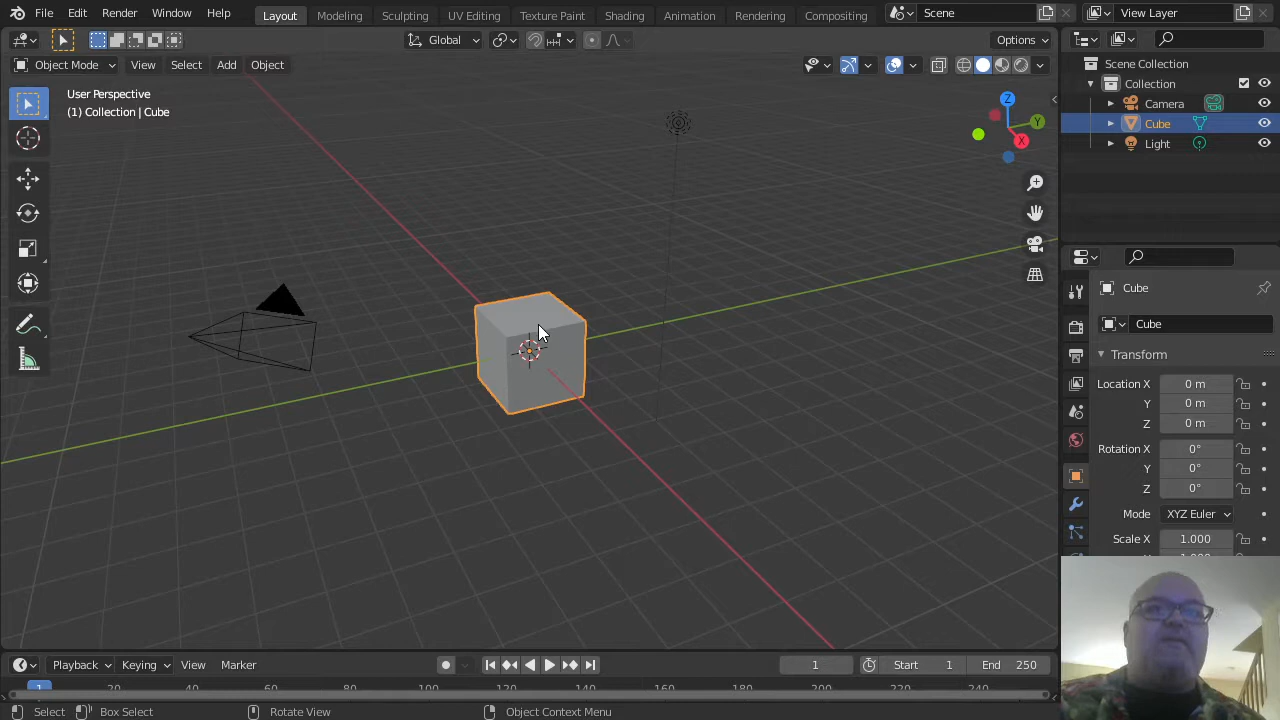 File Edit Render Window Help Layout Modeling Sculpting UV Editing Texture Paint Shading Animation Rendering Compositing Scene View Layer
Global Options
Object Mode View Select Add Object
User Perspective
(1) Collection | Cube
Z
Y
X
Scene Collection
Collection
Camera
Cube
Light
Cube
Cube
Transform
Location X 0 m
Y 0 m
Z 0 m
Rotation X 0°
Y 0°
Z 0°
Mode XYZ Euler
Scale X 1.000
Playback Keying View Marker 1 Start 1 End 250
1 20 40 60 80 100 120 140 160 180 200 220 240
Select Box Select Rotate View Object Context Menu